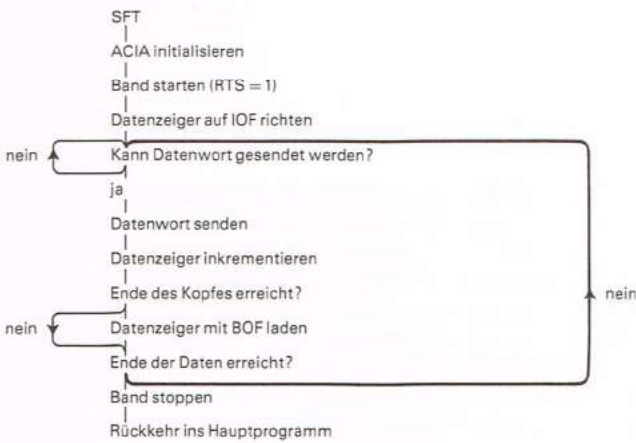 SFT
ACIA initialisieren
Band starten (RTS = 1)
Datenzeiger auf IOF richten
nein Kann Datenwort gesendet werden?
ja
Datenwort senden
Datenzeiger inkrementieren
Ende des Kopfes erreicht?
nein
nein Datenzeiger mit BOF laden
Ende der Daten erreicht?
Band stoppen
Rückkehr ins Hauptprogramm